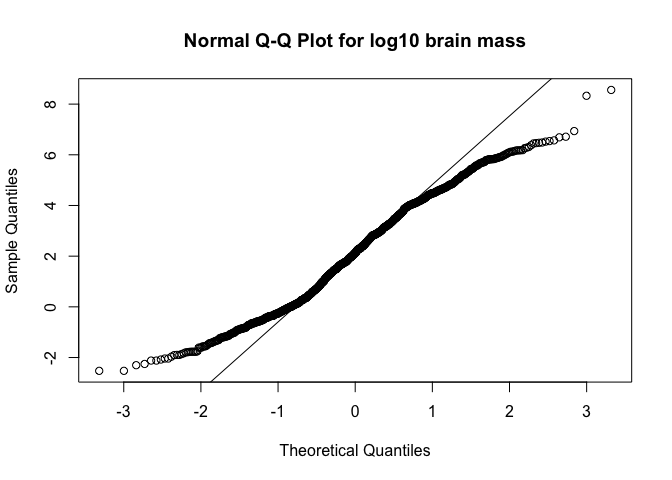 Normal Q-Q Plot for log10 brain mass
8
6
4
2
0
-2
Sample Quantiles
-3 -2 -1 0 1 2 3
Theoretical Quantiles